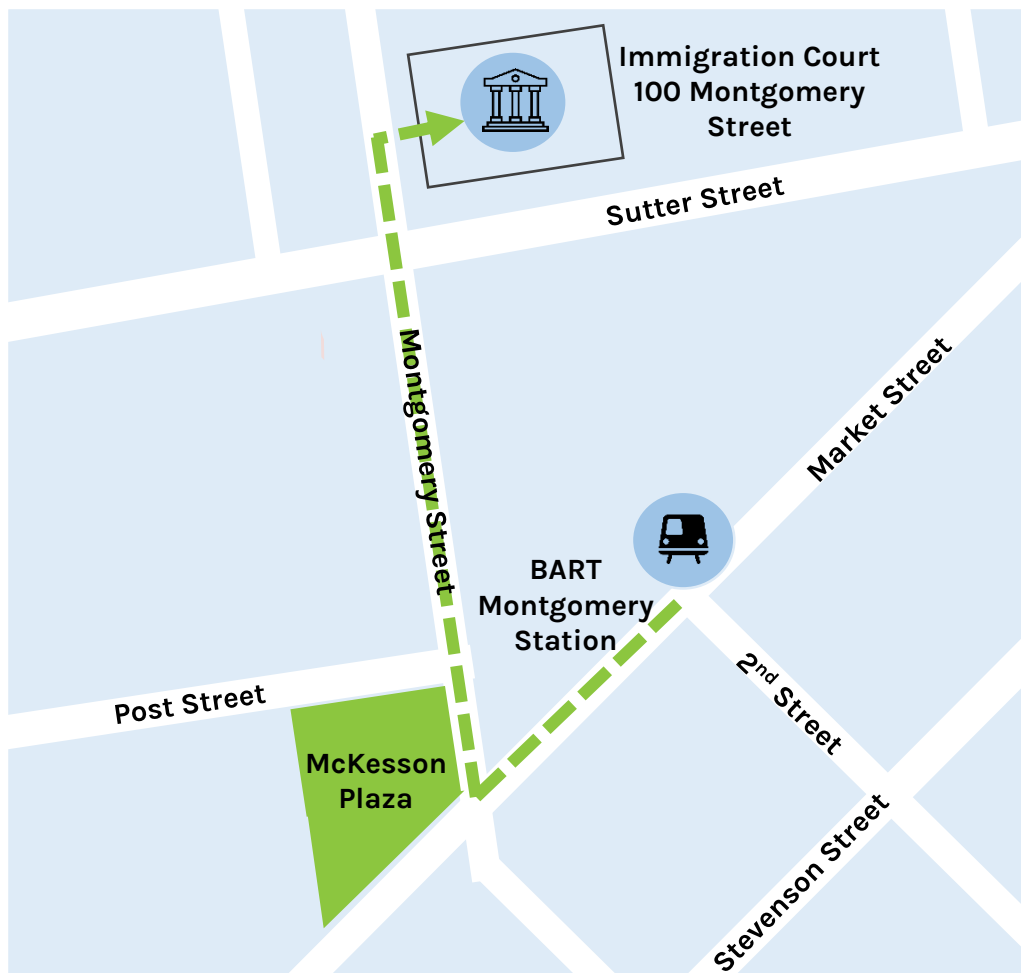 Immigration Court
100 Montgomery
Street
Sutter Street
Market Street
Montgomery Street
BART
Montgomery
Station
2nd Street
Post Street
McKesson
Plaza
Stevenson Street